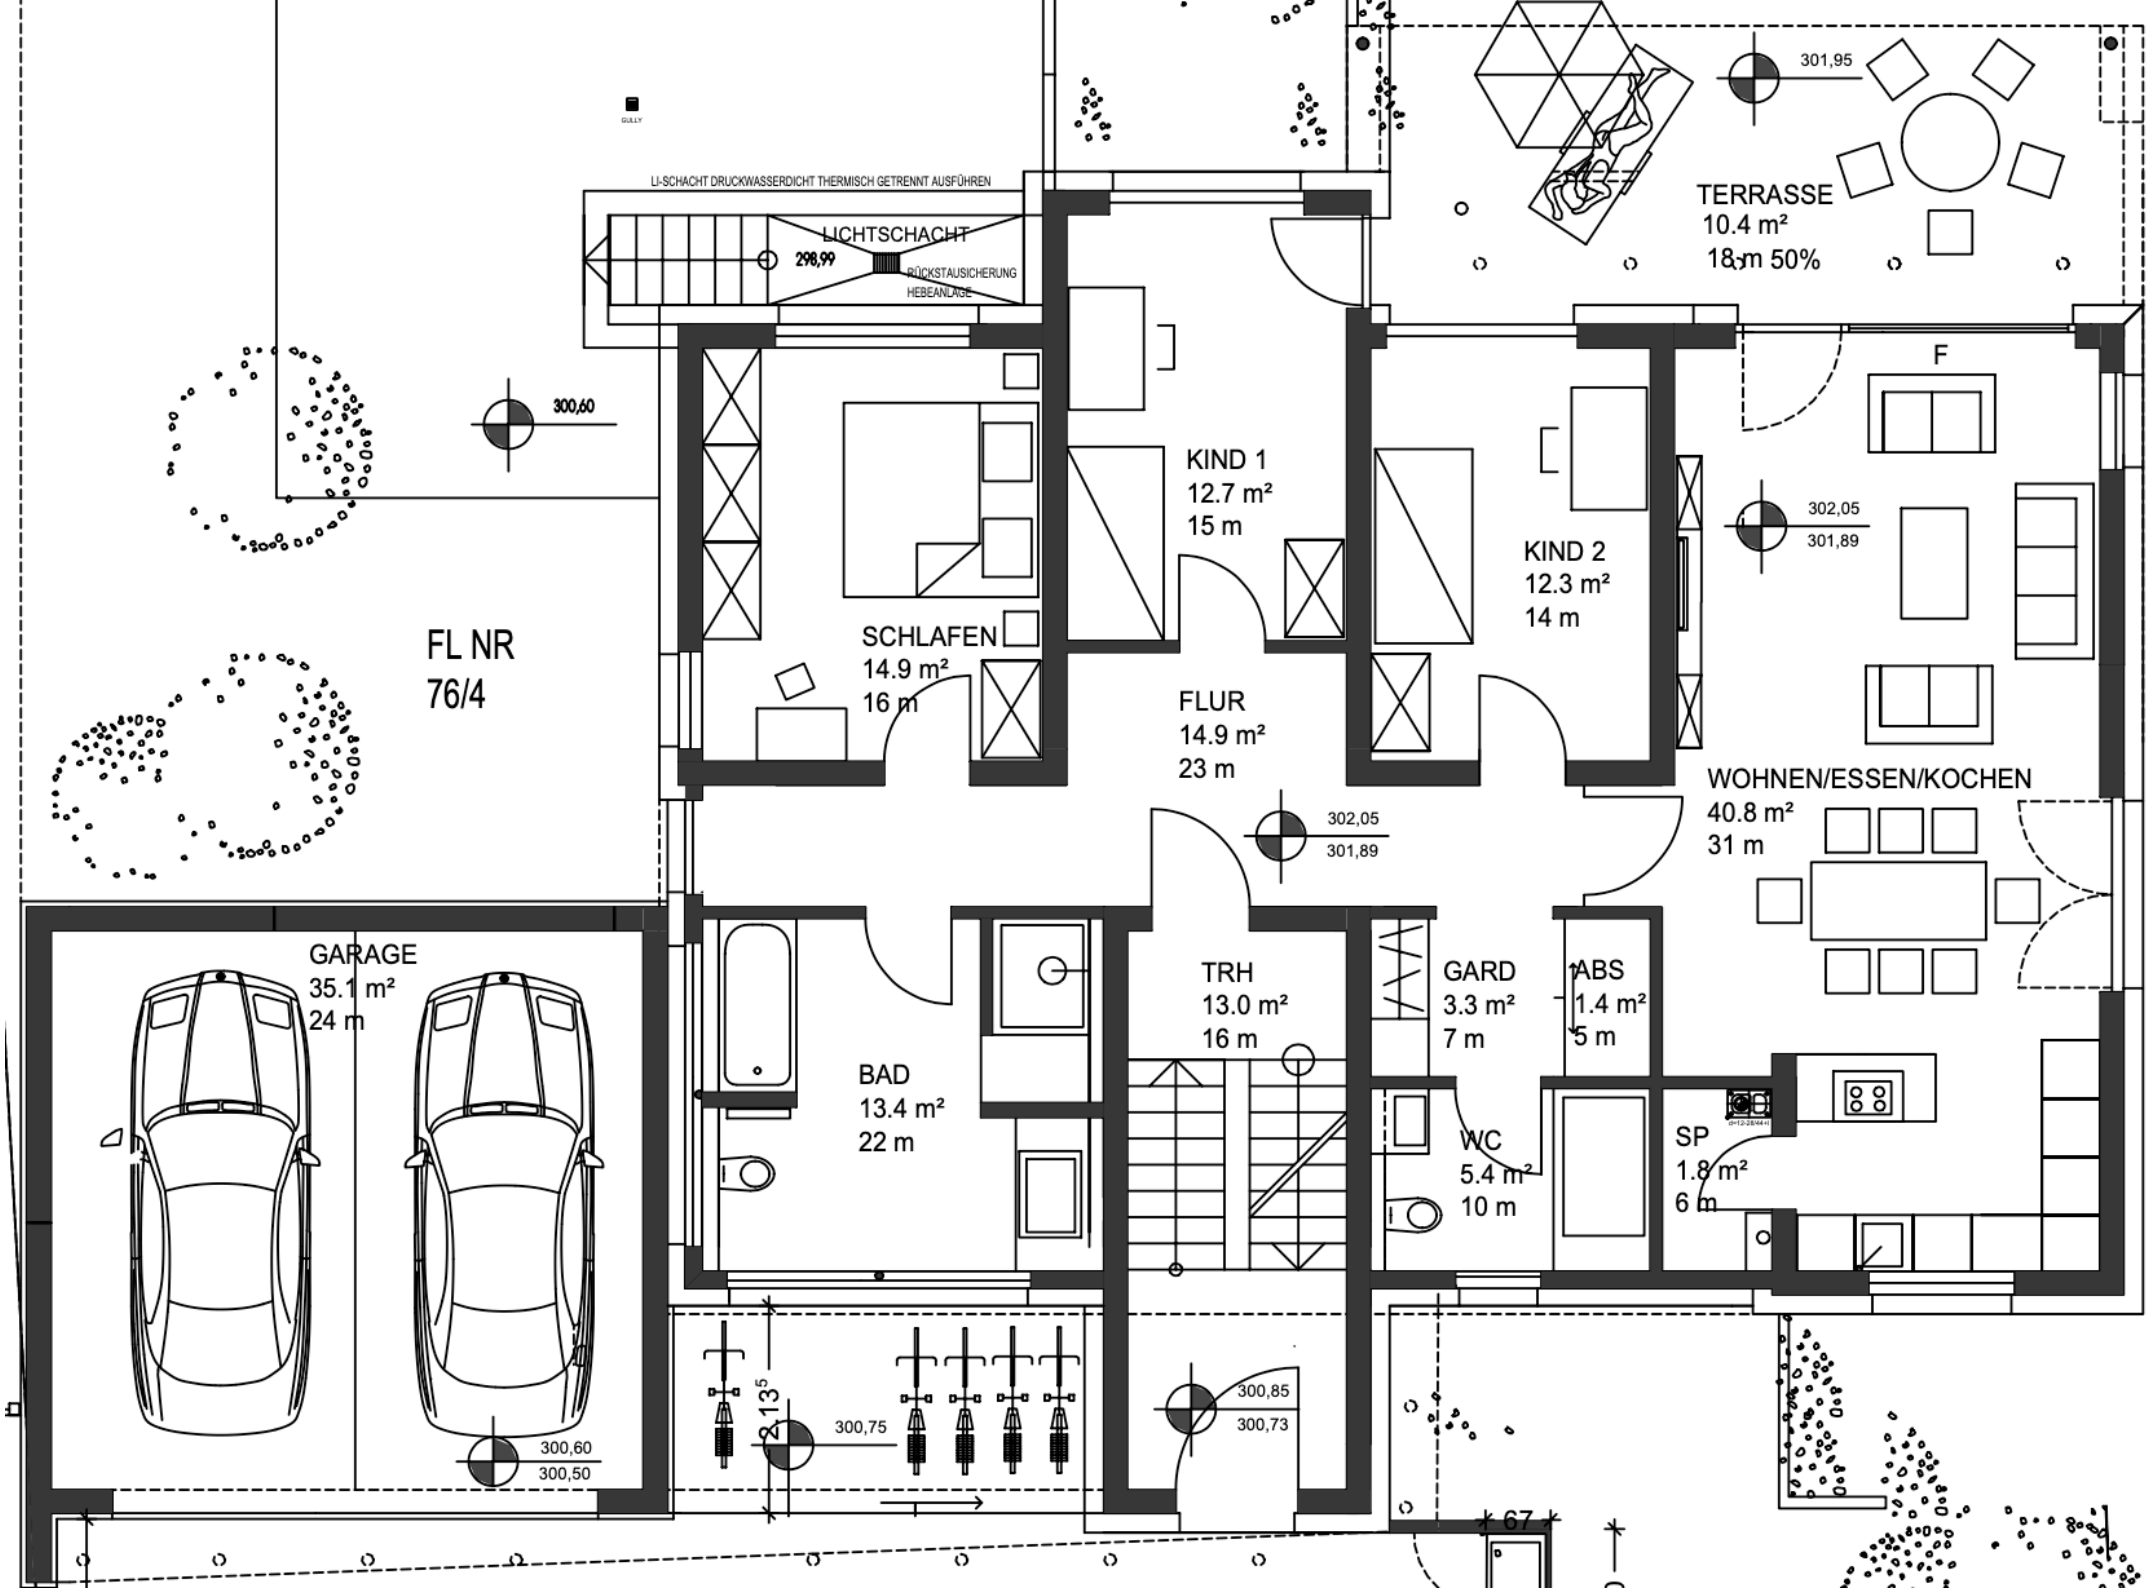 301,95
GULLY
LI-SCHACHT DRUCKWASSERDICHT THERMISCH GETRENNT AUSFÜHREN
TERRASSE
10.4 m²
18 m 50%
LICHTSCHACHT
298,99
RÜCKSTAUSICHERUNG
HEBEANLAGE
F
300,60
KIND 1
12.7 m²
15 m
302,05
301,89
KIND 2
12.3 m²
14 m
FL NR
76/4
SCHLAFEN
14.9 m²
16 m
FLUR
14.9 m²
23 m
WOHNEN/ESSEN/KOCHEN
40.8 m²
31 m
302,05
301,89
GARAGE
35.1 m²
24 m
TRH
13.0 m²
16 m
GARD
3.3 m²
7 m
ABS
1.4 m²
5 m
BAD
13.4 m²
22 m
WC
5.4 m²
10 m
SP
1.8 m²
6 m
2.13⁵
300,75
300,85
300,73
300,60
300,50
67